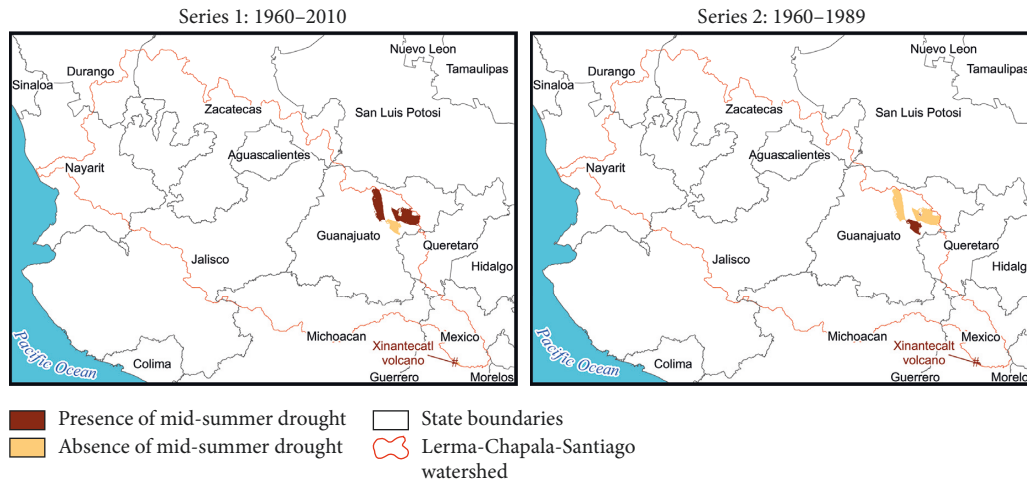 Series 1: 1960–2010
Nuevo Leon
Durango
Tamaulipas
Sinaloa
Zacatecas
San Luis Potosi
Aguascalientes
Nayarit
Guanajuato
Queretaro
Jalisco
Hidalgo
Michoacan
Mexico
Xinantecatl
volcano
#
Pacific Ocean
Colima
Guerrero
Morelos
Series 2: 1960–1989
Nuevo Leon
Durango
Tamaulipas
Sinaloa
Zacatecas
San Luis Potosi
Aguascalientes
Nayarit
Guanajuato
Queretaro
Jalisco
Hidalgo
Michoacan
Mexico
Xinantecatl
volcano
#
Pacific Ocean
Colima
Guerrero
Morelos
Presence of mid-summer drought
Absence of mid-summer drought
State boundaries
Lerma-Chapala-Santiago
watershed